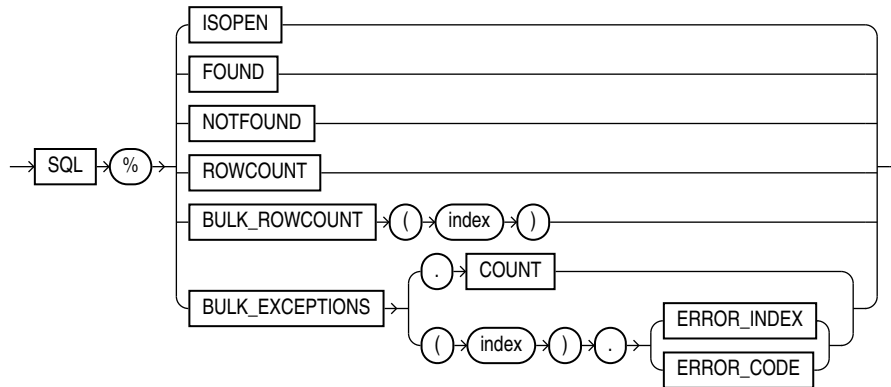 ISOPEN
FOUND
NOTFOUND
SQL % ROWCOUNT
BULK_ROWCOUNT ( index )
. COUNT
BULK_EXCEPTIONS
ERROR_INDEX
( index ) .
ERROR_CODE